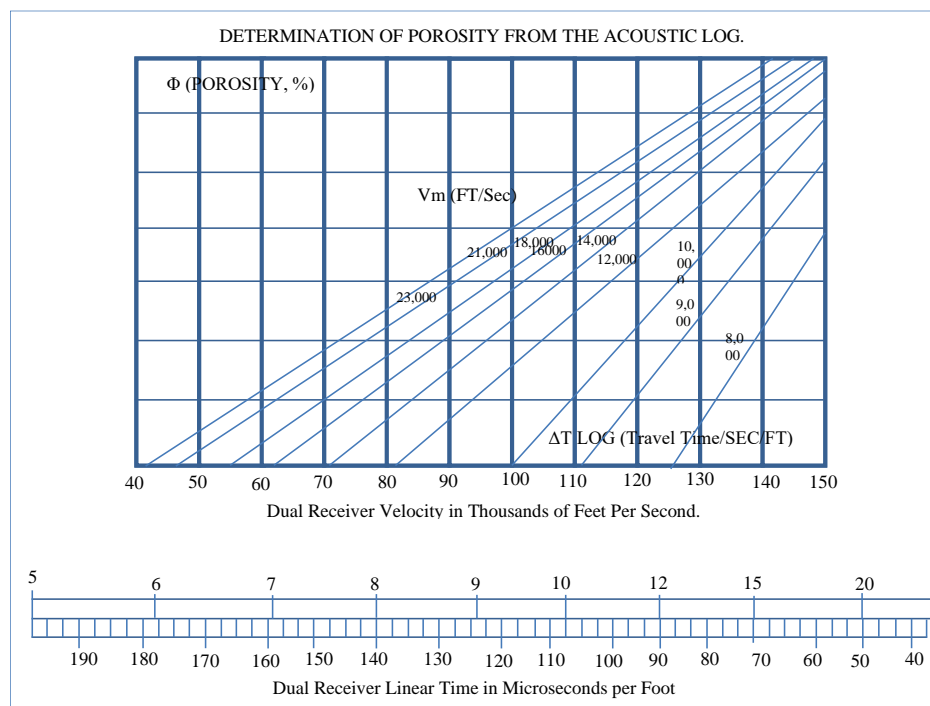 DETERMINATION OF POROSITY FROM THE ACOUSTIC LOG.
Φ (POROSITY, %)
Vm (FT/Sec)
23,000
21,000
18,000
16000
14,000
12,000
10,
00
0
9,0
00
8,0
00
ΔT LOG (Travel Time/SEC/FT)
40 50 60 70 80 90 100 110 120 130 140 150
Dual Receiver Velocity in Thousands of Feet Per Second.
5 6 7 8 9 10 12 15 20
190 180 170 160 150 140 130 120 110 100 90 80 70 60 50 40
Dual Receiver Linear Time in Microseconds per Foot